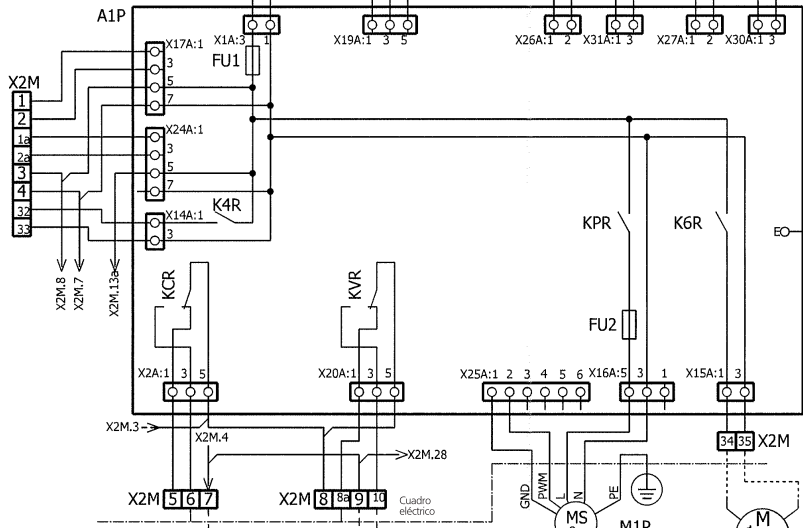 A1P
X1A:3 1
X19A:1 3 5
X26A:1 2
X31A:1 3
X27A:1 2
X30A:1 3
X17A:1
3
5
7
FU1
X2M
1
2
1a
2a
3
4
32
33
X24A:1
3
5
7
X14A:1
3
K4R
KPR
K6R
E
X2M.8
X2M.7
X2M.13a
KCR
KVR
FU2
X2A:1 3 5
X20A:1 3 5
X25A:1 2 3 4 5 6
X16A:5 3 1
X15A:1 3
X2M.3
X2M.4
X2M.28
34 35 X2M
X2M 5 6 7
X2M 8 8a 9 10
Cuadro
eléctrico
GND
PWM
L
N
PE
MS
M1P
M